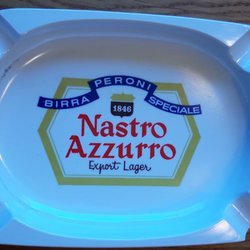 BIRRA PERONI SPECIALE
1846
Nastro
Azzurro
Export Lager